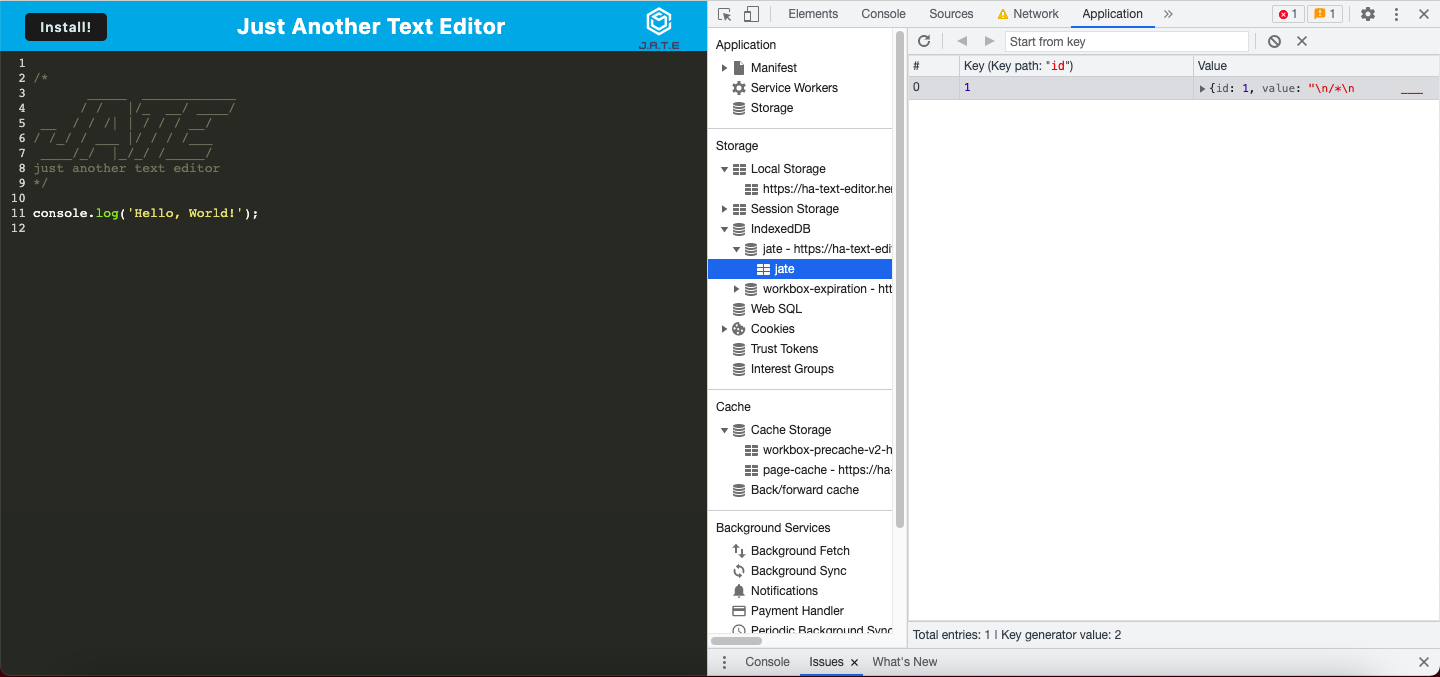 Install!
Just Another Text Editor
J.A.T.E
1
2 /*
3         _____  ____________
4        / /   |/_  __/ ____/
5   __  / / /| | / / / __/
6  / /_/ / ___ |/ / / /___
7   ____/_/  |_/_/ /_____/
8 just another text editor
9 */
10
11 console.log('Hello, World!');
12
Elements Console Sources Network Application » 1 1
Application
Manifest
Service Workers
Storage
Storage
Local Storage
https://ha-text-editor.her
Session Storage
IndexedDB
jate - https://ha-text-edi
jate
workbox-expiration - htt
Web SQL
Cookies
Trust Tokens
Interest Groups
Cache
Cache Storage
workbox-precache-v2-h
page-cache - https://ha-
Back/forward cache
Background Services
Background Fetch
Background Sync
Notifications
Payment Handler
Periodic Background Sync
Start from key
# Key (Key path: "id") Value
0 1 {id: 1, value: "\n/*\n ___
Total entries: 1 | Key generator value: 2
Console Issues What's New